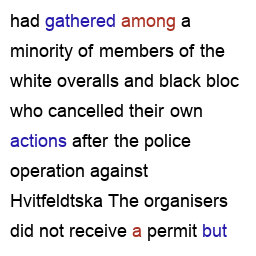 had gathered among a
minority of members of the
white overalls and black bloc
who cancelled their own
actions after the police
operation against
Hvitfeldtska The organisers
did not receive a permit but